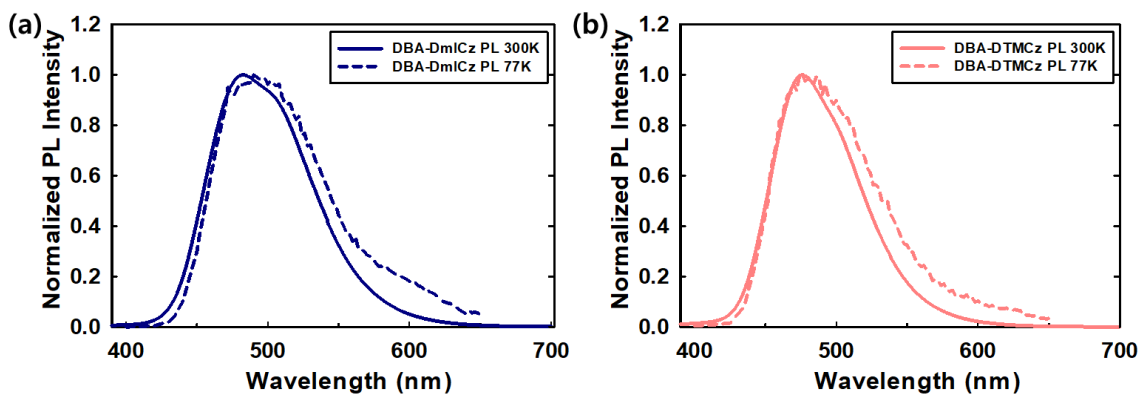 (a)
1.2
1.0
0.8
0.6
0.4
0.2
0.0
Normalized PL Intensity
DBA-DmICz PL 300K
DBA-DmICz PL 77K
400 500 600 700
Wavelength (nm)
(b)
1.2
1.0
0.8
0.6
0.4
0.2
0.0
Normalized PL Intensity
DBA-DTMCz PL 300K
DBA-DTMCz PL 77K
400 500 600 700
Wavelength (nm)